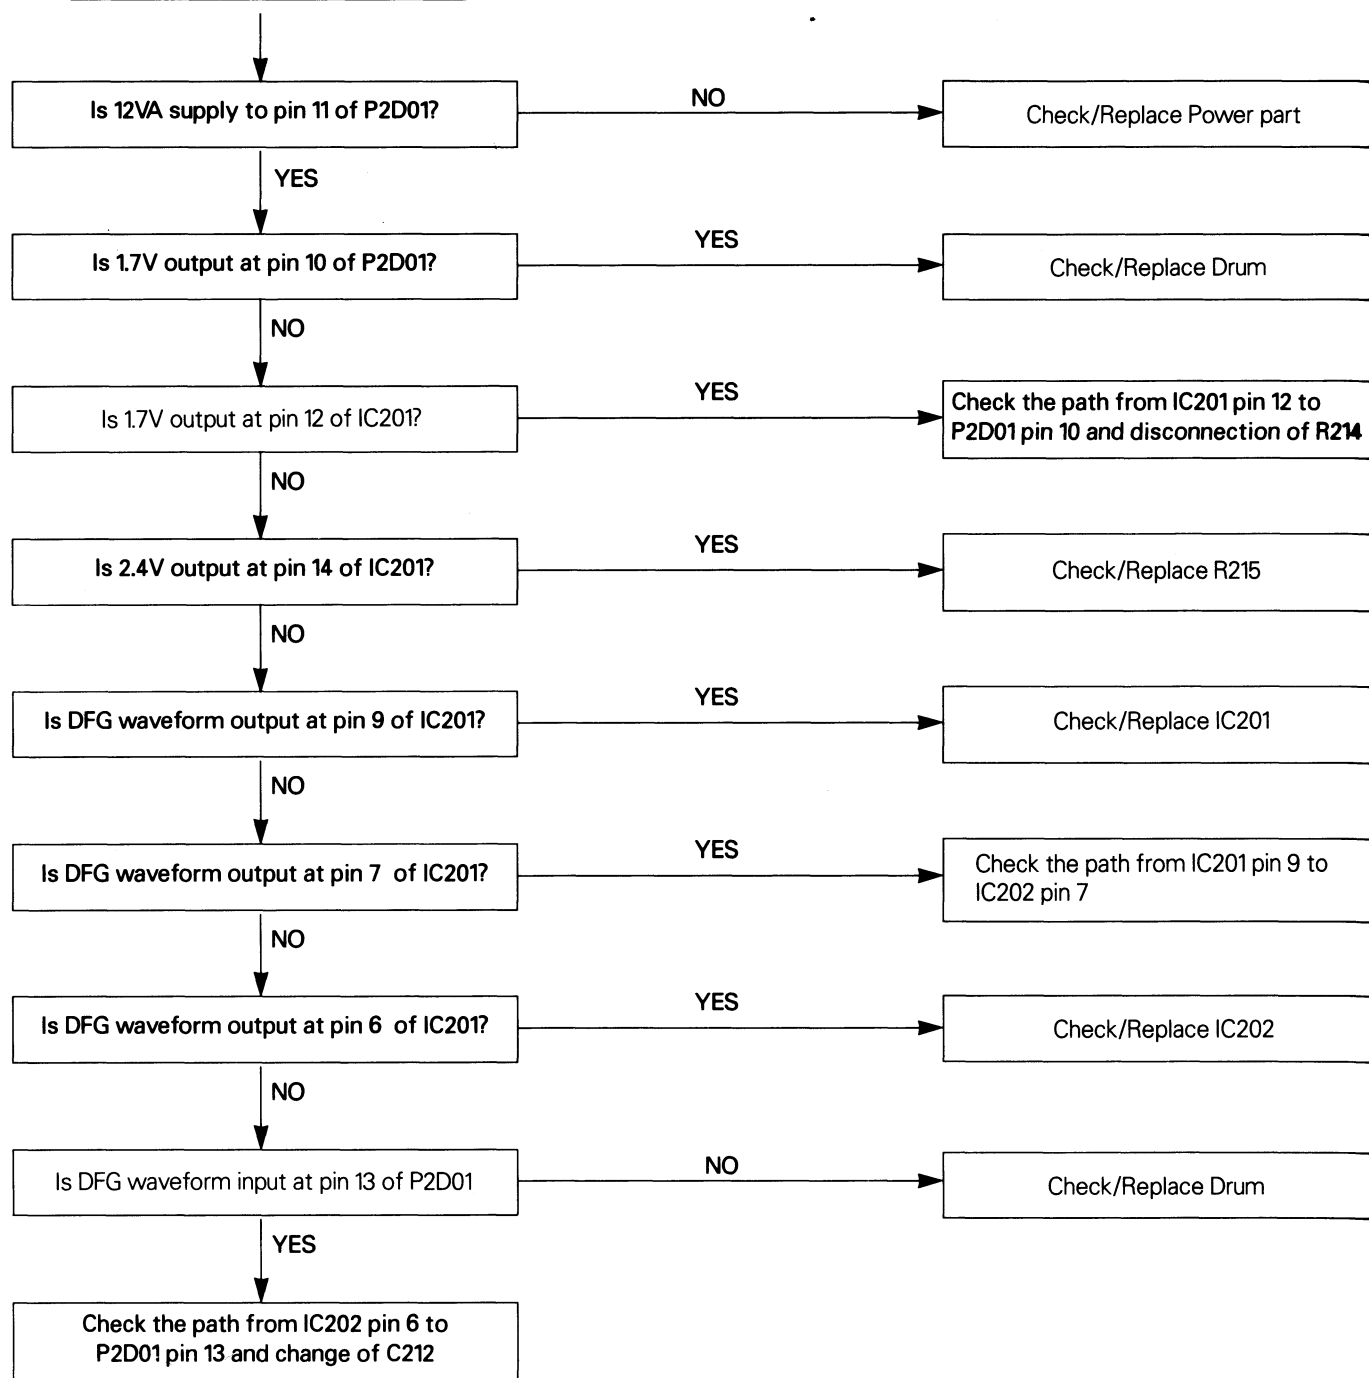 Is 12VA supply to pin 11 of P2D01?
NO
Check/Replace Power part
YES
Is 1.7V output at pin 10 of P2D01?
YES
Check/Replace Drum
NO
Is 1.7V output at pin 12 of IC201?
YES
Check the path from IC201 pin 12 to
P2D01 pin 10 and disconnection of R214
NO
Is 2.4V output at pin 14 of IC201?
YES
Check/Replace R215
NO
Is DFG waveform output at pin 9 of IC201?
YES
Check/Replace IC201
NO
Is DFG waveform output at pin 7 of IC201?
YES
Check the path from IC201 pin 9 to
IC202 pin 7
NO
Is DFG waveform output at pin 6 of IC201?
YES
Check/Replace IC202
NO
Is DFG waveform input at pin 13 of P2D01
NO
Check/Replace Drum
YES
Check the path from IC202 pin 6 to
P2D01 pin 13 and change of C212